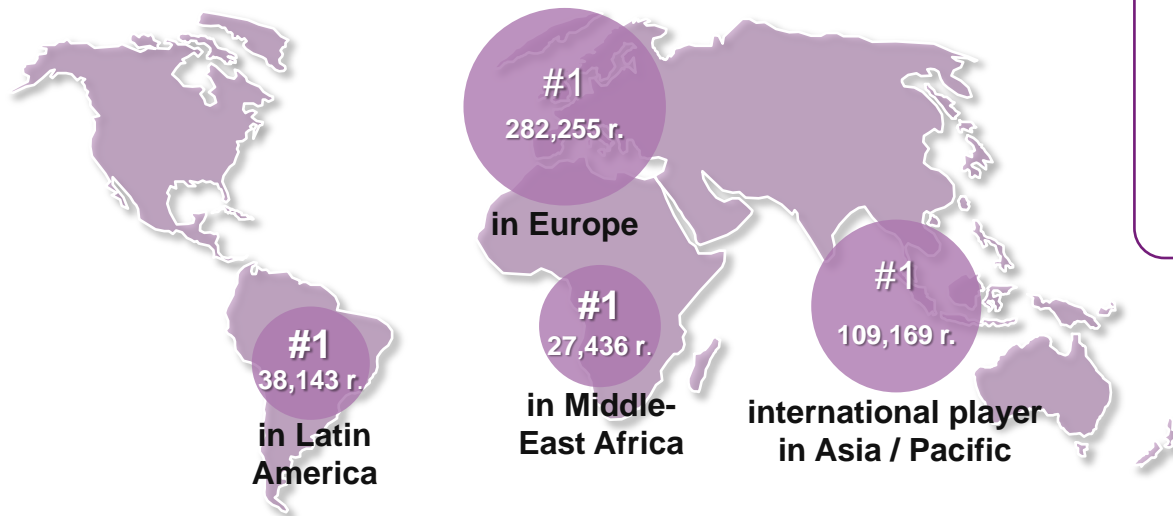 #1
282,255 r.
in Europe
#1
38,143 r.
in Latin
America
#1
27,436 r.
in Middle-
East Africa
#1
109,169 r.
international player
in Asia / Pacific